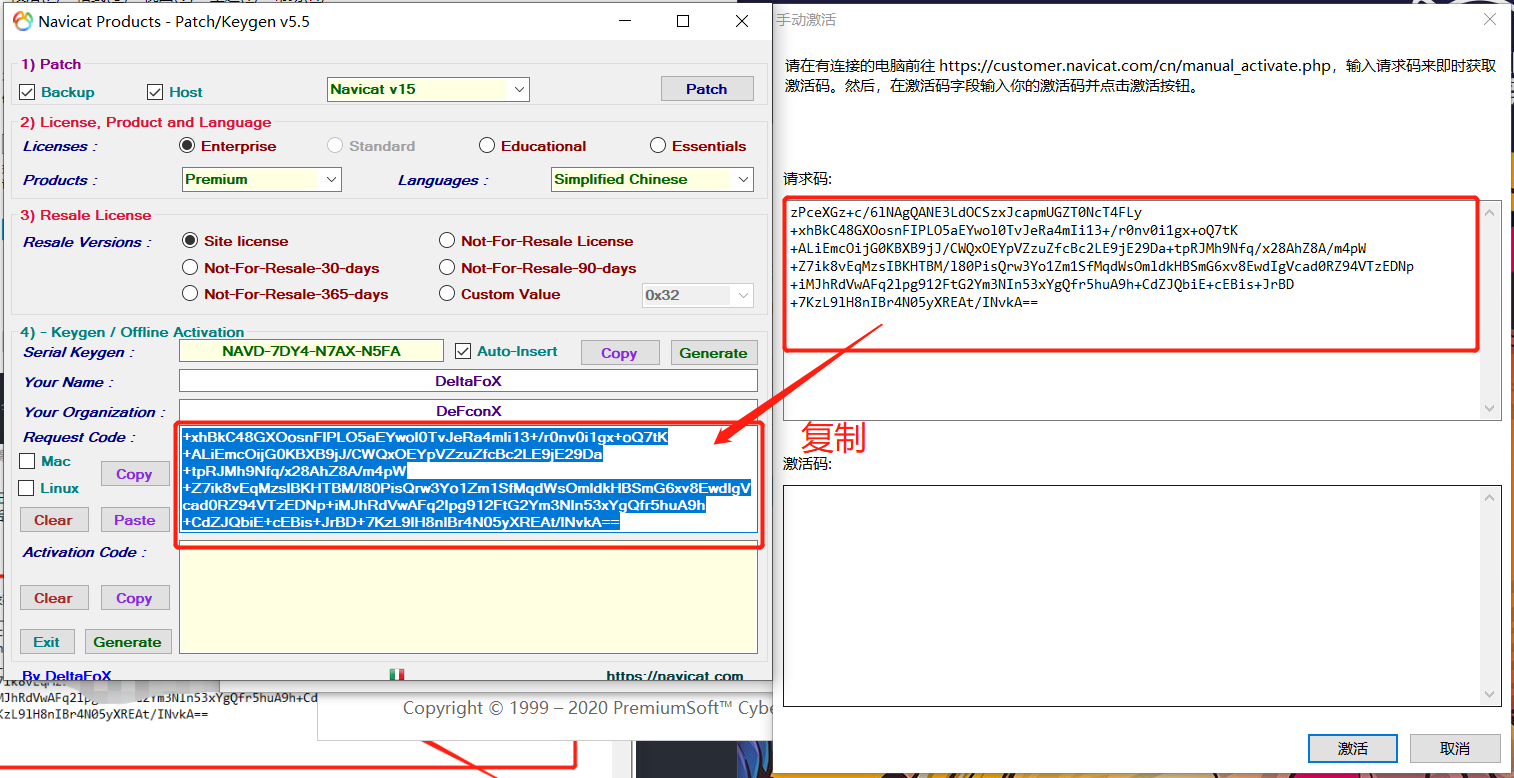 Navicat Products - Patch/Keygen v5.5
1) Patch
Backup
Host
Navicat v15
Patch
2) License, Product and Language
Licenses :
Enterprise
Standard
Educational
Essentials
Products :
Premium
Languages :
Simplified Chinese
3) Resale License
Resale Versions :
Site license
Not-For-Resale License
Not-For-Resale-30-days
Not-For-Resale-90-days
Not-For-Resale-365-days
Custom Value
0x32
4) - Keygen / Offline Activation
Serial Keygen :
NAVD-7DY4-N7AX-N5FA
Auto-Insert
Copy
Generate
Your Name :
DeltaFoX
Your Organization :
DeFconX
Request Code :
Mac
Linux
Copy
Clear
Paste
+xhBkC48GXOosnFIPLO5aEYwol0TvJeRa4mIi13+/r0nv0i1gx+oQ7tK
+ALiEmcOijG0KBXB9jJ/CWQxOEYpVZzuZfcBc2LE9jE29Da
+tpRJMh9Nfq/x28AhZ8A/m4pW
+Z7ik8vEqMzsIBKHTBM/l80PisQrw3Yo1Zm1SfMqdWsOmldkHBSmG6xv8EwdIgV
cad0RZ94VTzEDNp+iMJhRdVwAFq2lpg912FtG2Ym3NIn53xYgQfr5huA9h
+CdZJQbiE+cEBis+JrBD+7KzL9lH8nIBr4N05yXREAt/INvkA==
Activation Code :
Clear
Copy
Exit
Generate
By DeltaFoX
https://navicat.com
MJhRdVwAFq2lp
2Ym3NIn53xYgQfr5huA9h+Cd
KzL9lH8nIBr4N05yXREAt/INvkA==
Copyright © 1999 – 2020 PremiumSoft™ Cybe
手动激活
请在有连接的电脑前往 https://customer.navicat.com/cn/manual_activate.php，输入请求码来即时获取
激活码。然后，在激活码字段输入你的激活码并点击激活按钮。
请求码:
zPceXGz+c/6lNAgQANE3LdOCSzxJcapmUGZT0NcT4FLy
+xhBkC48GXOosnFIPLO5aEYwol0TvJeRa4mIi13+/r0nv0i1gx+oQ7tK
+ALiEmcOijG0KBXB9jJ/CWQxOEYpVZzuZfcBc2LE9jE29Da+tpRJMh9Nfq/x28AhZ8A/m4pW
+Z7ik8vEqMzsIBKHTBM/l80PisQrw3Yo1Zm1SfMqdWsOmldkHBSmG6xv8EwdIgVcad0RZ94VTzEDNp
+iMJhRdVwAFq2lpg912FtG2Ym3NIn53xYgQfr5huA9h+CdZJQbiE+cEBis+JrBD
+7KzL9lH8nIBr4N05yXREAt/INvkA==
复制
激活码:
激活
取消